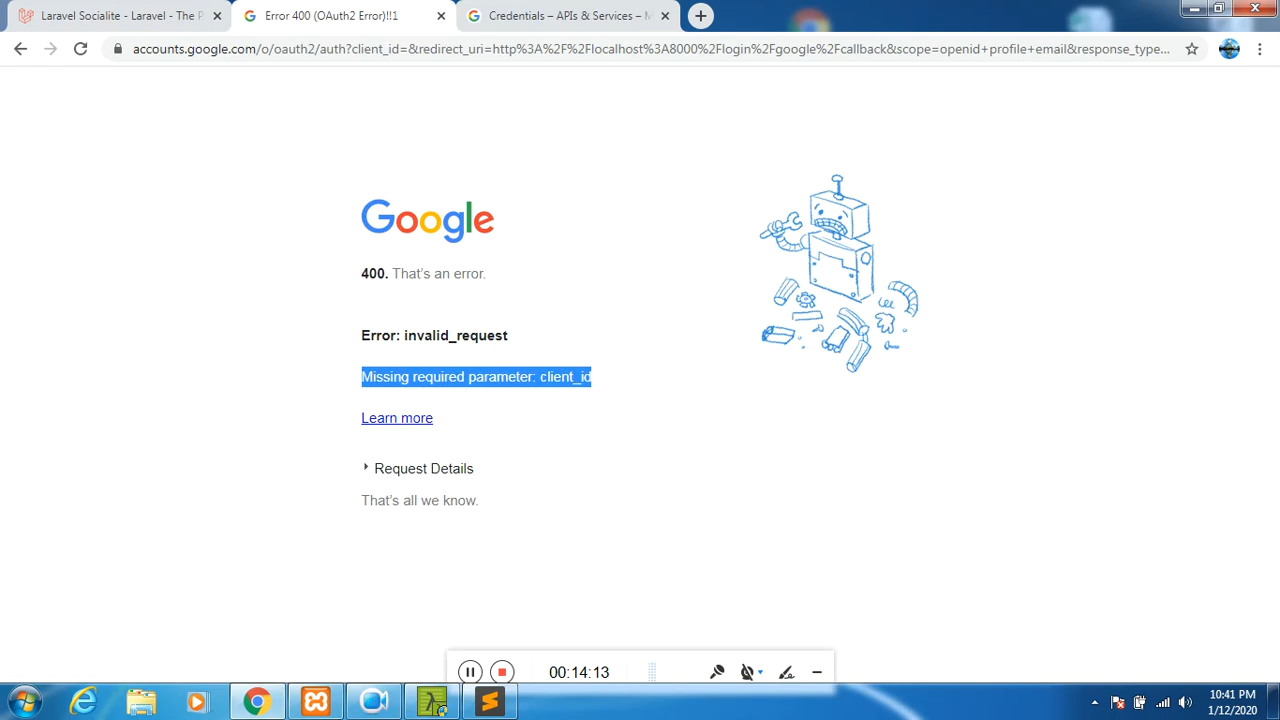 Laravel Socialite - Laravel - The P
Error 400 (OAuth2 Error)!!1
Credentials – APIs & Services – M
accounts.google.com/o/oauth2/auth?client_id=&redirect_uri=http%3A%2F%2Flocalhost%3A8000%2Flogin%2Fgoogle%2Fcallback&scope=openid+profile+email&response_type...
Google
400. That's an error.
Error: invalid_request
Missing required parameter: client_id
Learn more
Request Details
That's all we know.
00:14:13
10:41 PM
1/12/2020